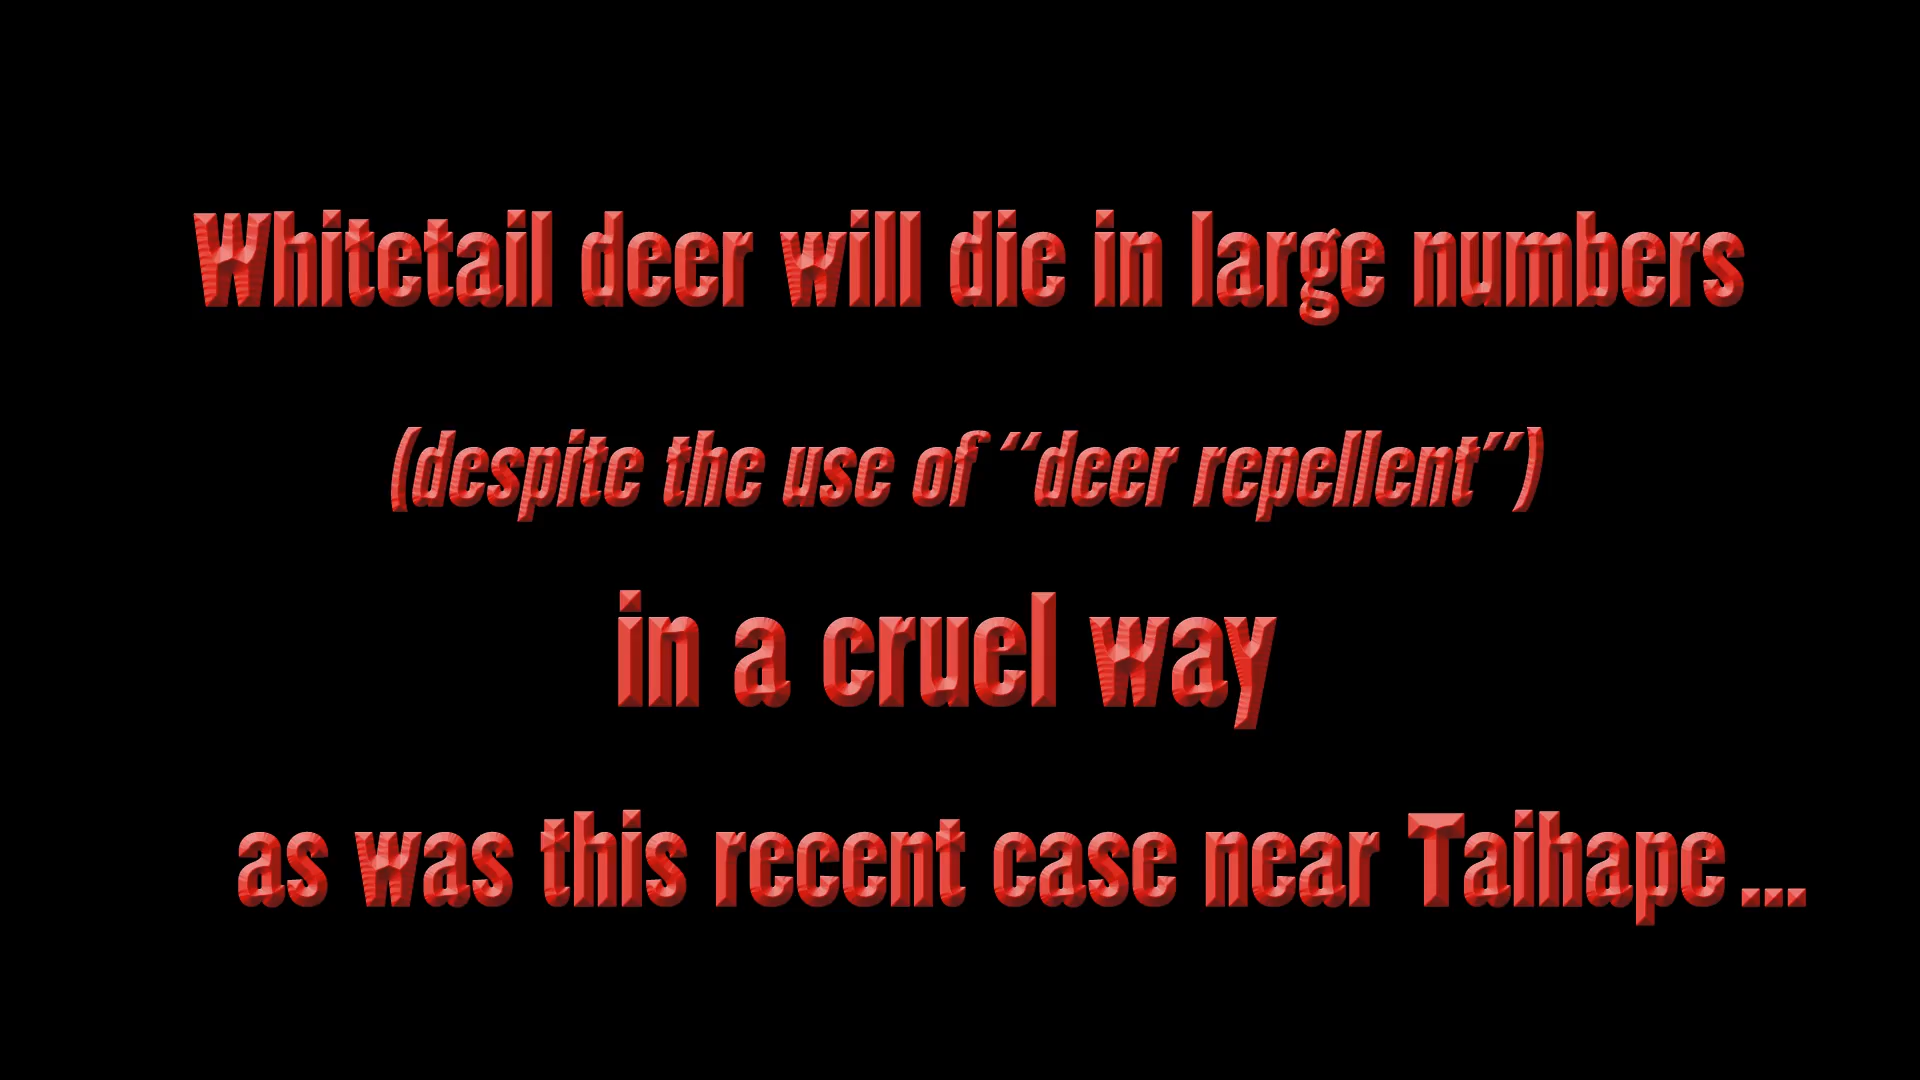 Whitetail deer will die in large numbers
(despite the use of "deer repellent")
in a cruel way
as was this recent case near Taihape...